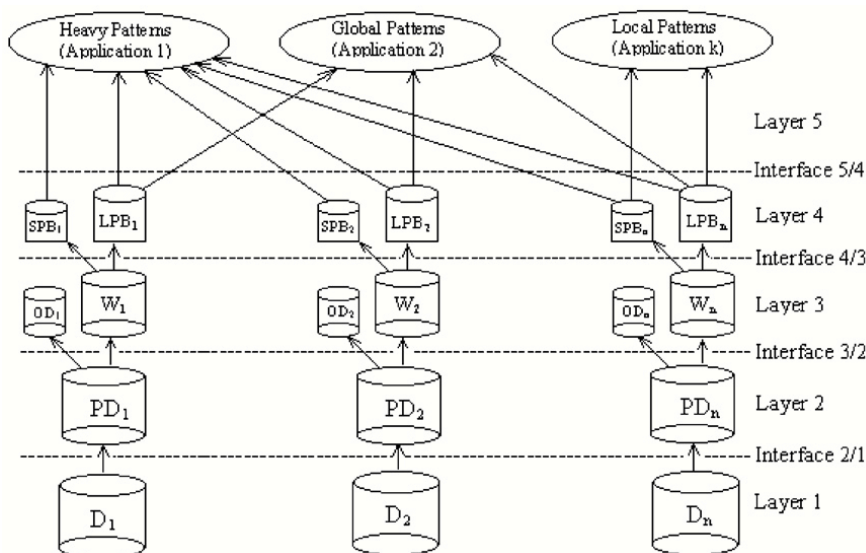 Heavy Patterns
(Application 1)
Global Patterns
(Application 2)
Local Patterns
(Application k)
Layer 5
Interface 5/4
SPB₁
LPB₁
SPB₂
LPB₂
SPBₙ
LPBₙ
Layer 4
Interface 4/3
OD₁
W₁
OD₂
W₂
ODₙ
Wₙ
Layer 3
Interface 3/2
PD₁
PD₂
PDₙ
Layer 2
Interface 2/1
D₁
D₂
Dₙ
Layer 1